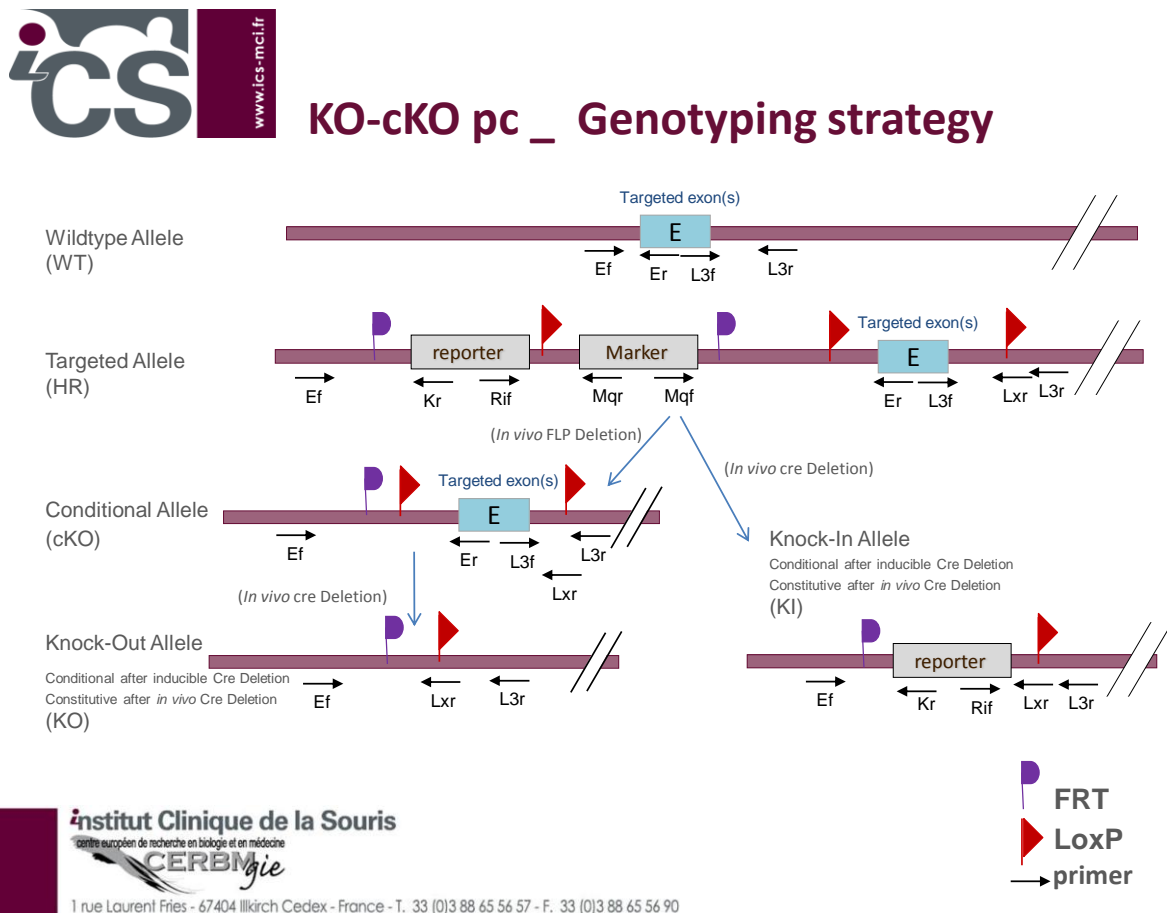 iCS
www.ics-mci.fr
KO-cKO pc _ Genotyping strategy
Targeted exon(s)
Wildtype Allele
(WT)
E
Ef
Er
L3f
L3r
Targeted exon(s)
Targeted Allele
(HR)
reporter
Marker
E
Ef
Kr
Rif
Mqr
Mqf
Er
L3f
Lxr
L3r
(In vivo FLP Deletion)
(In vivo cre Deletion)
Targeted exon(s)
Conditional Allele
(cKO)
E
Ef
Er
L3f
L3r
Lxr
(In vivo cre Deletion)
Knock-In Allele
Conditional after inducible Cre Deletion
Constitutive after in vivo Cre Deletion
(KI)
reporter
Ef
Kr
Rif
Lxr
L3r
Knock-Out Allele
Conditional after inducible Cre Deletion
Constitutive after in vivo Cre Deletion
(KO)
Ef
Lxr
L3r
FRT
LoxP
primer
institut Clinique de la Souris
centre européen de recherche en biologie et en médecine
CERBMgie
1 rue Laurent Fries - 67404 Illkirch Cedex - France - T. 33 (0)3 88 65 56 57 - F. 33 (0)3 88 65 56 90